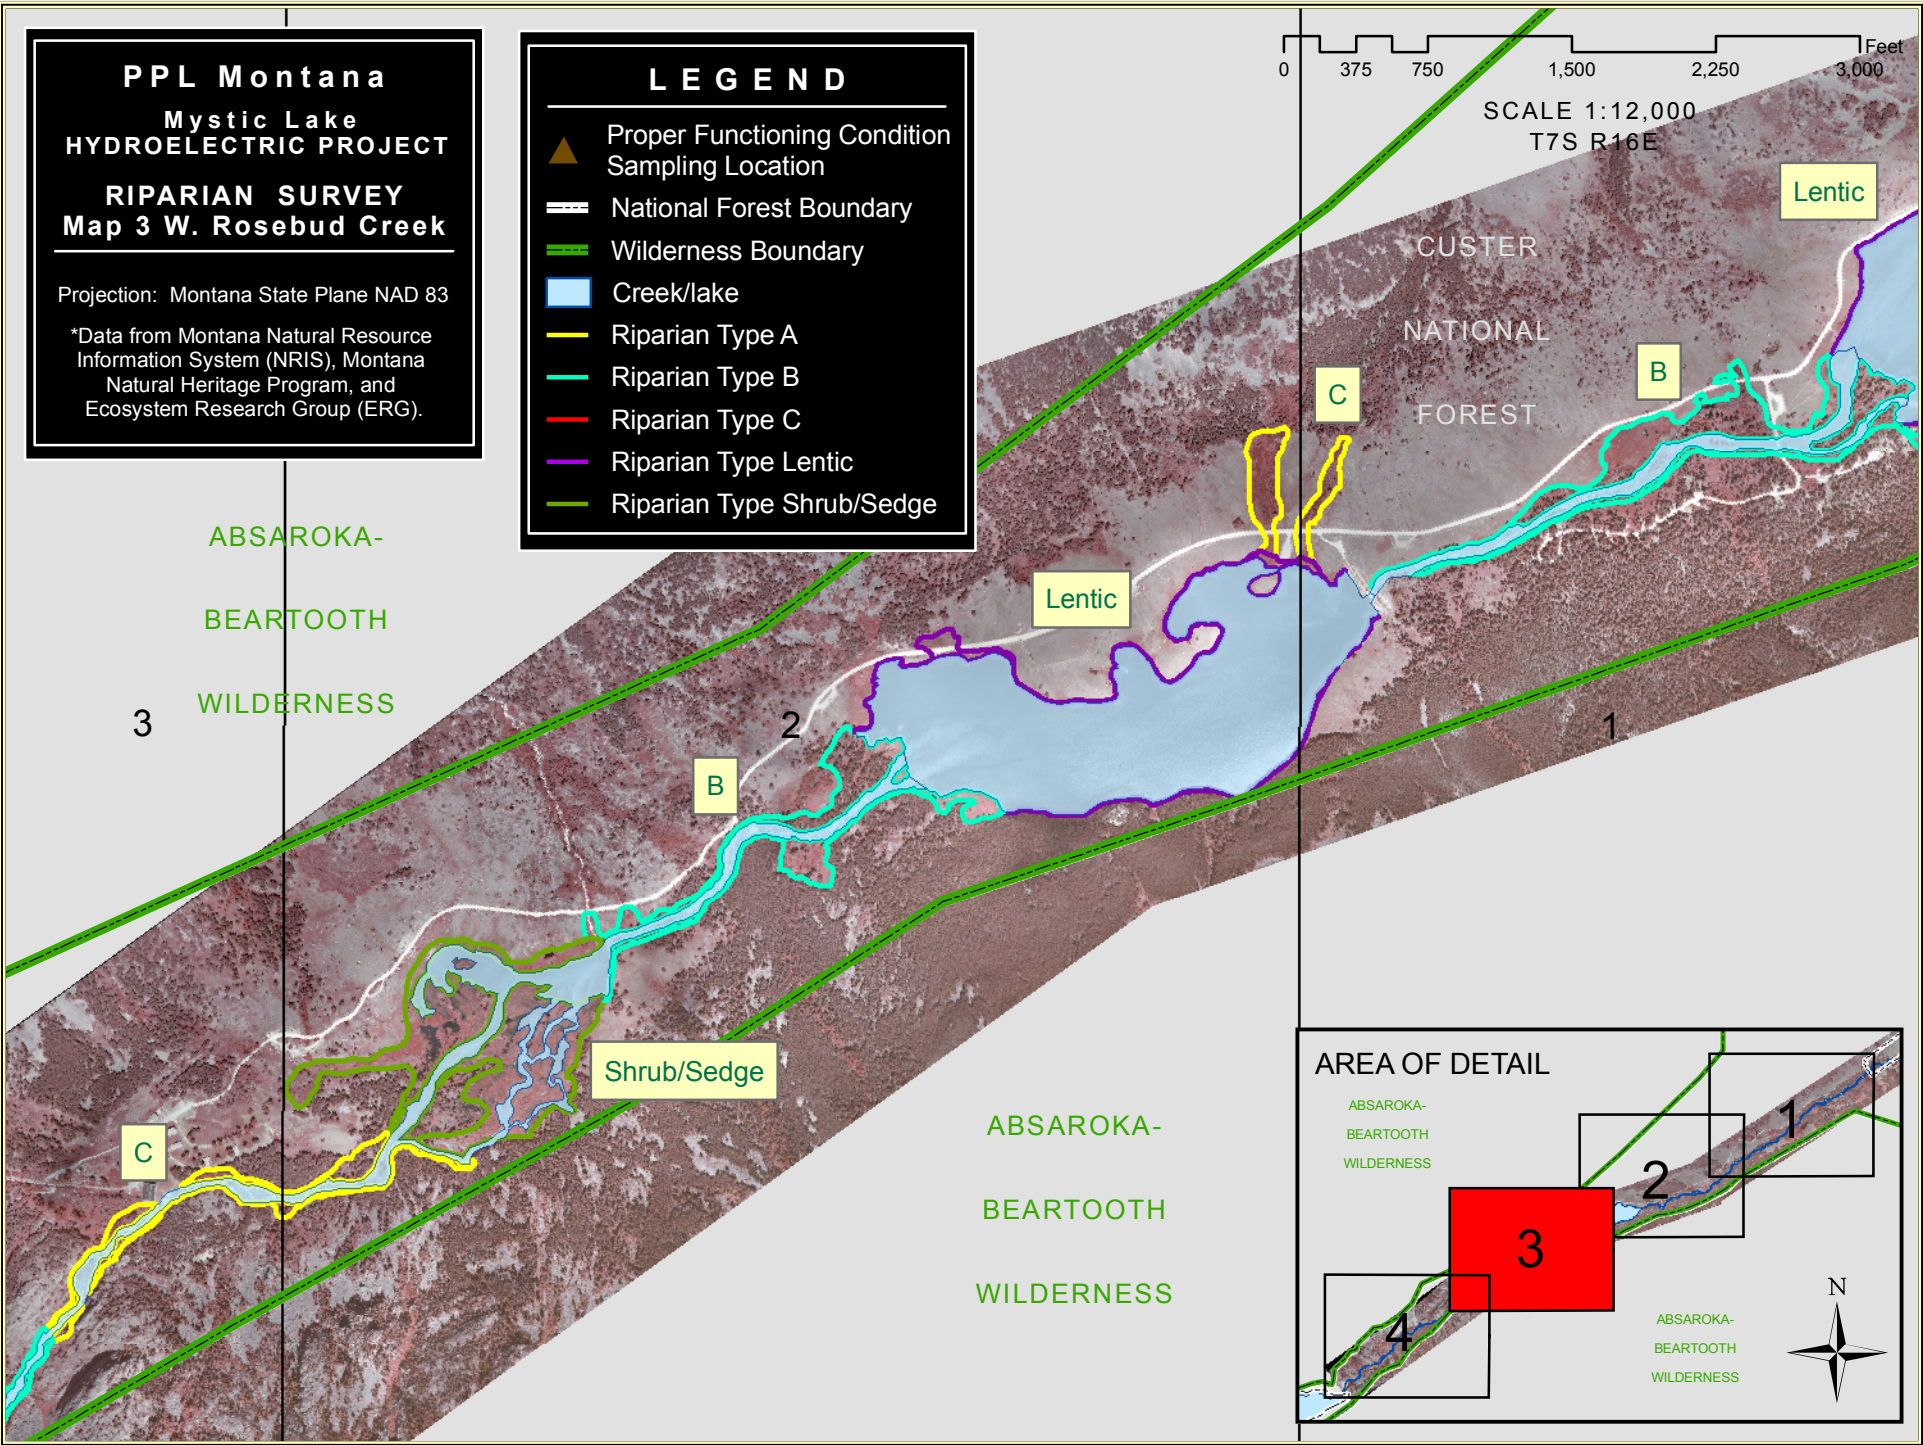 PPL Montana
Mystic Lake
HYDROELECTRIC PROJECT
RIPARIAN SURVEY
Map 3 W. Rosebud Creek
Projection: Montana State Plane NAD 83
*Data from Montana Natural Resource
Information System (NRIS), Montana
Natural Heritage Program, and
Ecosystem Research Group (ERG).
LEGEND
Proper Functioning Condition
Sampling Location
National Forest Boundary
Wilderness Boundary
Creek/lake
Riparian Type A
Riparian Type B
Riparian Type C
Riparian Type Lentic
Riparian Type Shrub/Sedge
Feet
0 375 750 1,500 2,250 3,000
SCALE 1:12,000
T7S R16E
Lentic
CUSTER
NATIONAL
FOREST
B
C
Lentic
ABSAROKA-
BEARTOOTH
WILDERNESS
3
2
1
B
Shrub/Sedge
C
ABSAROKA-
BEARTOOTH
WILDERNESS
AREA OF DETAIL
ABSAROKA-
BEARTOOTH
WILDERNESS
1
2
3
4
ABSAROKA-
BEARTOOTH
WILDERNESS
N